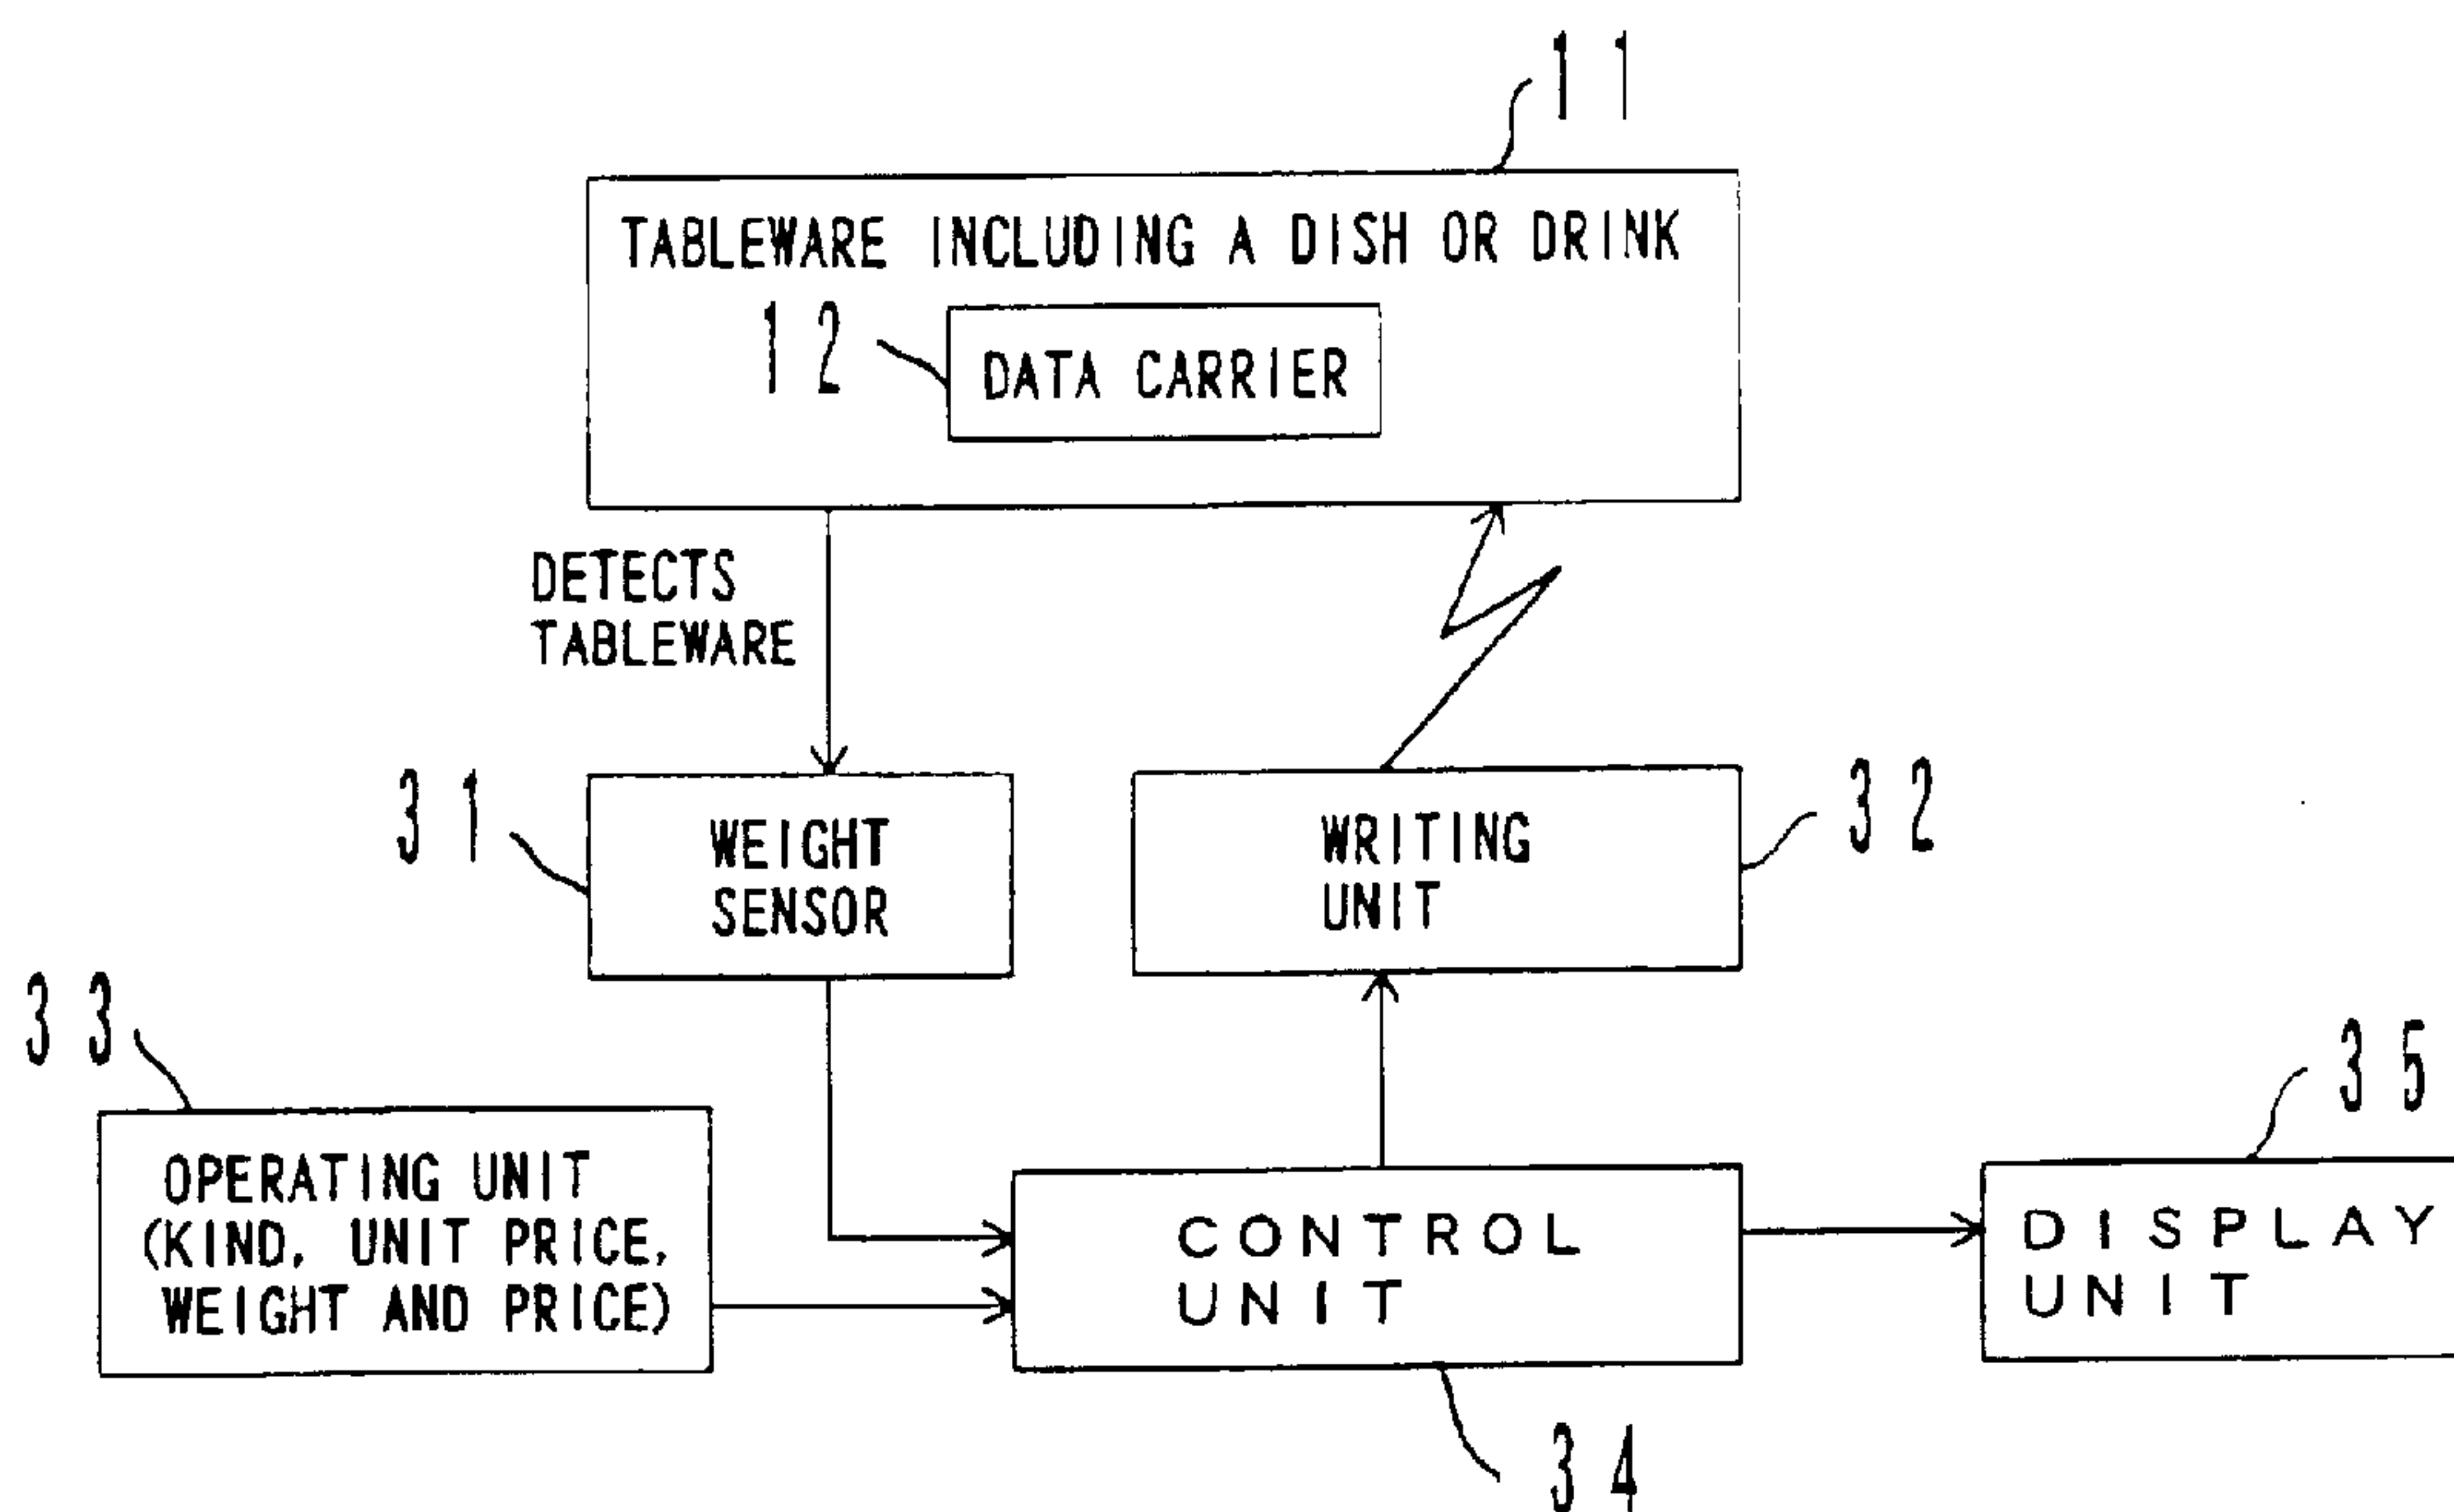 11
TABLEWARE INCLUDING A DISH OR DRINK
12
DATA CARRIER
DETECTS
TABLEWARE
31
WEIGHT
SENSOR
WRITING
UNIT
32
33
OPERATING UNIT
(KIND, UNIT PRICE,
WEIGHT AND PRICE)
CONTROL
UNIT
34
35
DISPLAY
UNIT